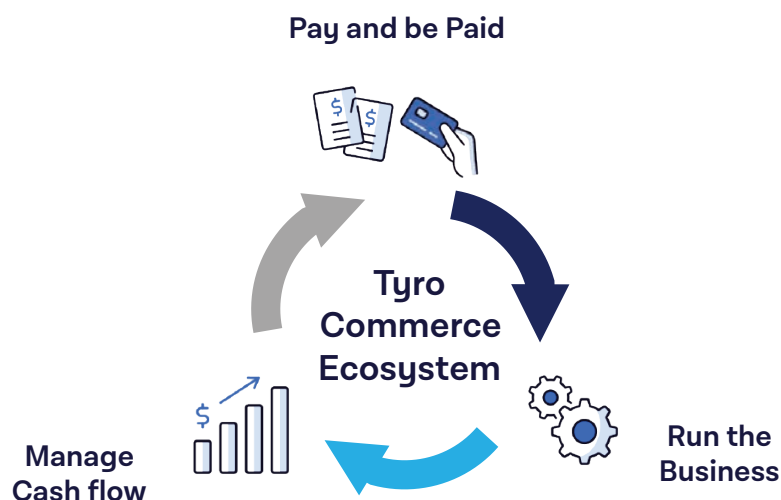 Pay and be Paid
$
$
Tyro
Commerce
Ecosystem
$
Manage
Cash flow
Run the
Business